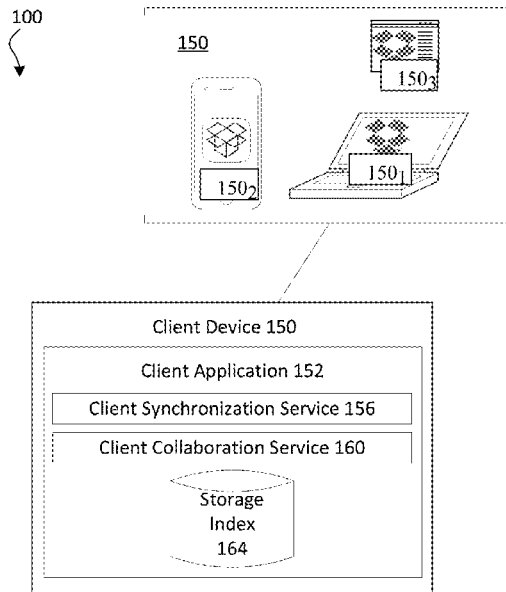 100
150
150₃
150₂
150₁
Client Device 150
Client Application 152
Client Synchronization Service 156
Client Collaboration Service 160
Storage
Index
164